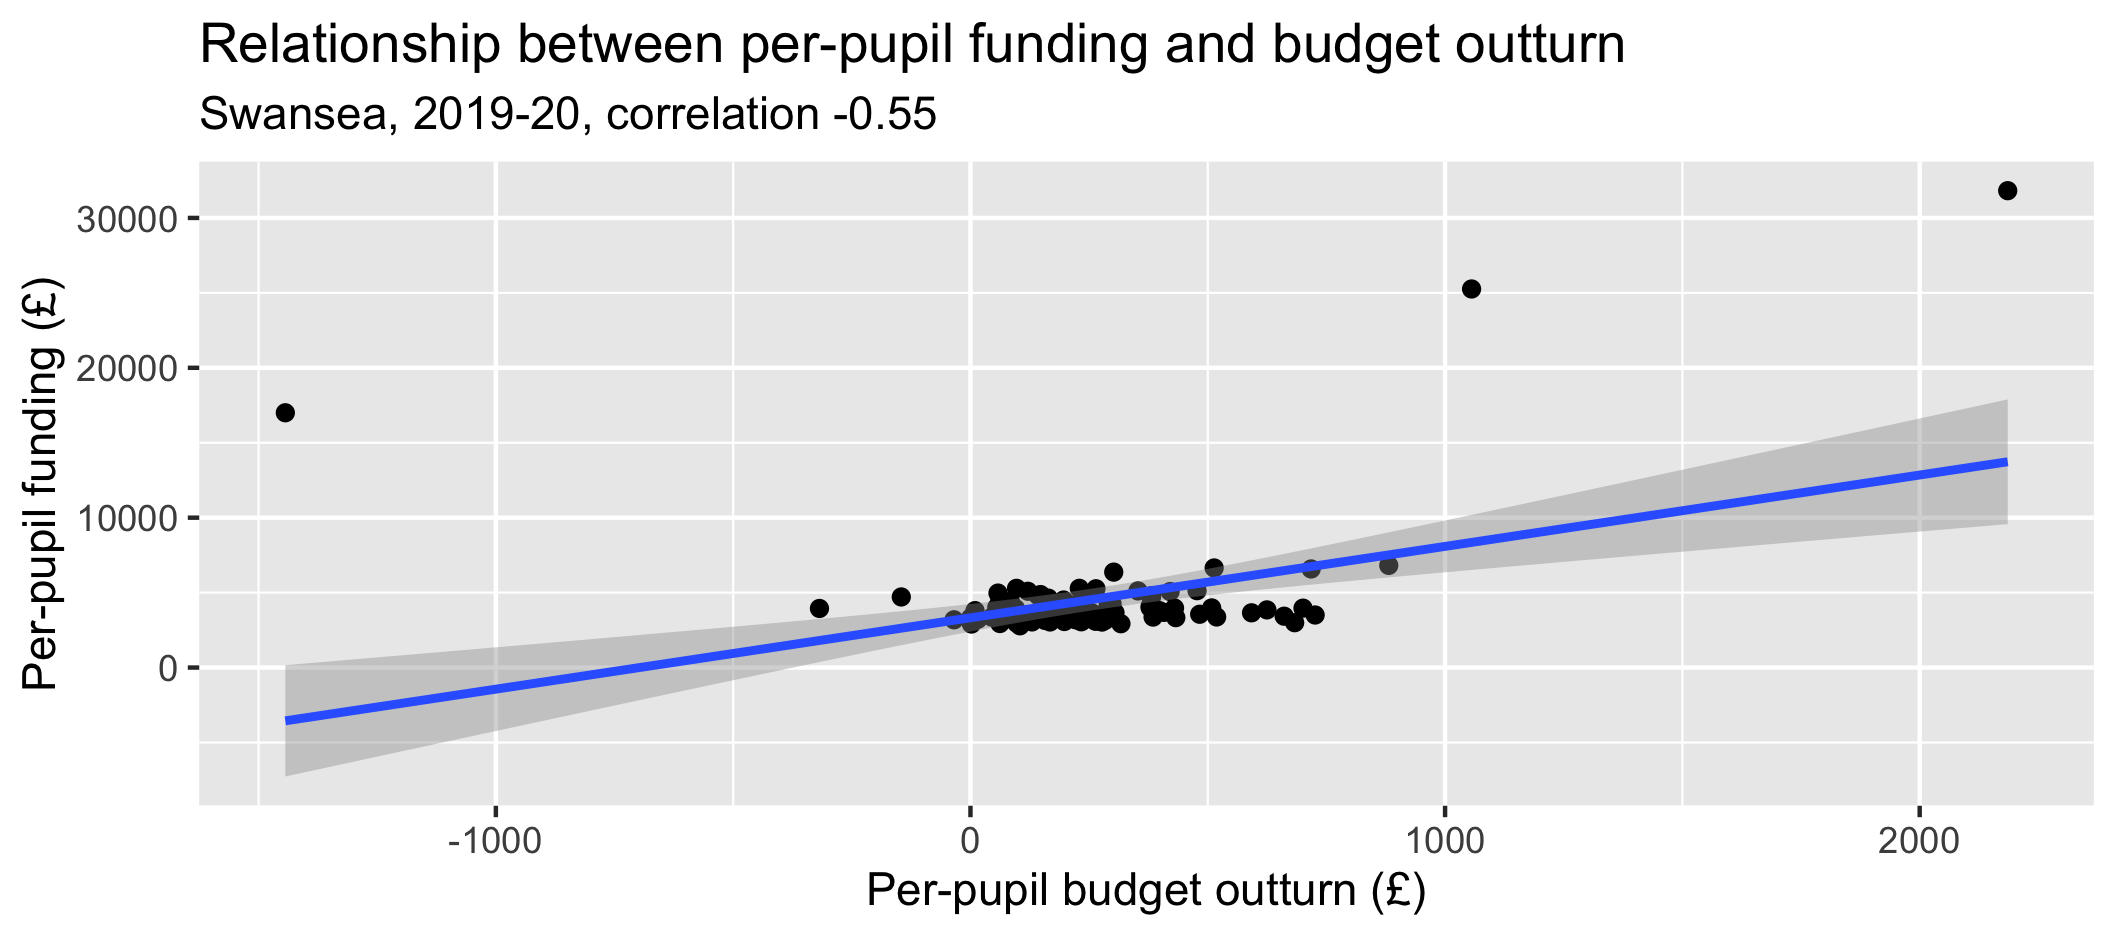 Relationship between per-pupil funding and budget outturn
Swansea, 2019-20, correlation -0.55
Per-pupil funding (£)
30000
20000
10000
0
-1000
0
1000
2000
Per-pupil budget outturn (£)